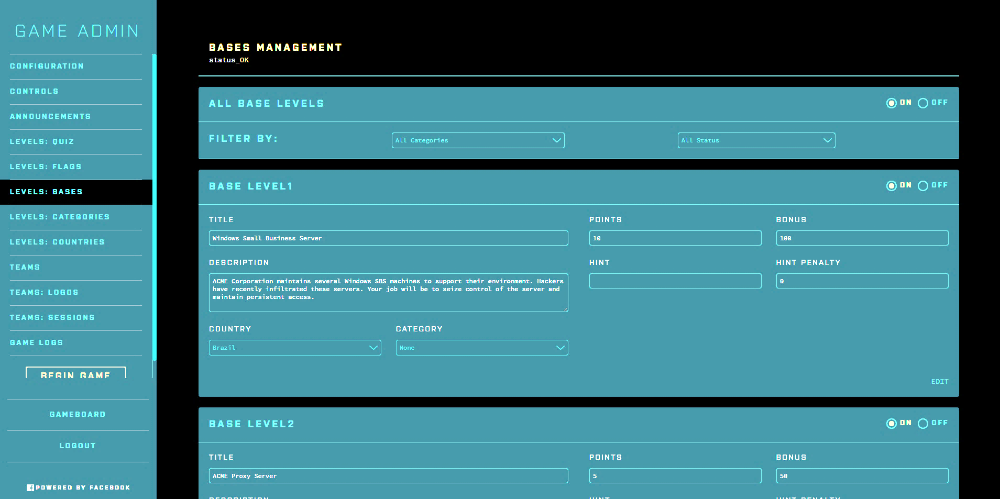 GAME ADMIN
CONFIGURATION
CONTROLS
ANNOUNCEMENTS
LEVELS: QUIZ
LEVELS: FLAGS
LEVELS: BASES
LEVELS: CATEGORIES
LEVELS: COUNTRIES
TEAMS
TEAMS: LOGOS
TEAMS: SESSIONS
GAME LOGS
BEGIN GAME
GAMEBOARD
LOGOUT
POWERED BY FACEBOOK
BASES MANAGEMENT
status_OK
ALL BASE LEVELS ON OFF
FILTER BY: All Categories All Status
BASE LEVEL1 ON OFF
TITLE POINTS BONUS
Windows Small Business Server 10 100
DESCRIPTION HINT HINT PENALTY
ACME Corporation maintains several Windows SBS machines to support their environment. Hackers 0
have recently infiltrated these servers. Your job will be to seize control of the server and
maintain persistent access.
COUNTRY CATEGORY
Brazil None
EDIT
BASE LEVEL2 ON OFF
TITLE POINTS BONUS
ACME Proxy Server 5 50
DESCRIPTION HINT HINT PENALTY